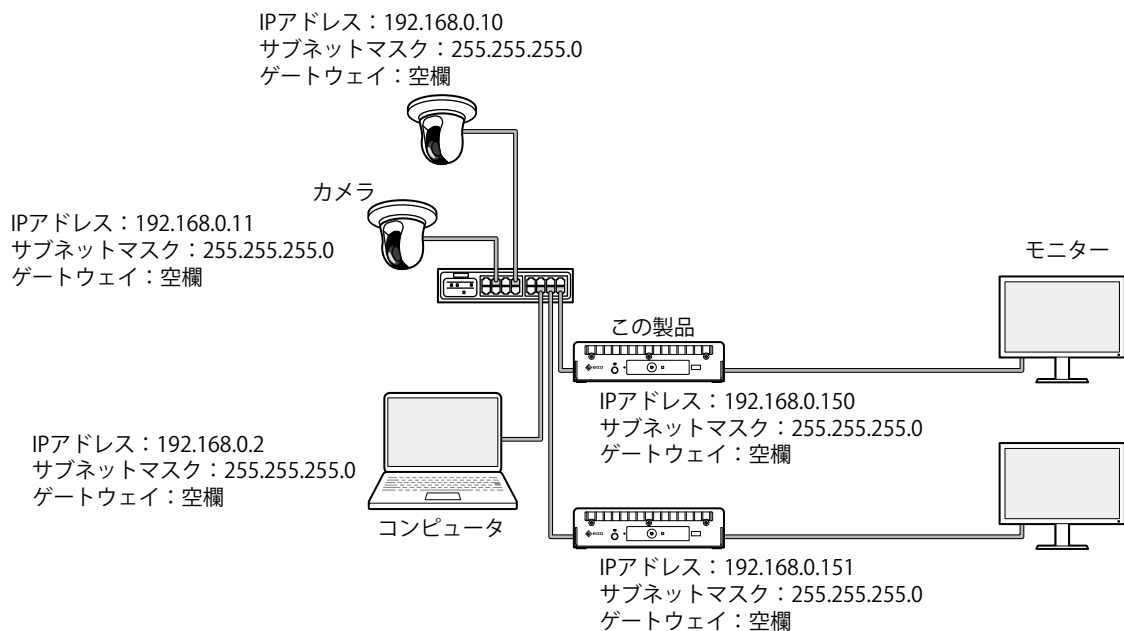 IPアドレス：192.168.0.10
サブネットマスク：255.255.255.0
ゲートウェイ：空欄
カメラ
IPアドレス：192.168.0.11
サブネットマスク：255.255.255.0
ゲートウェイ：空欄
モニター
この製品
IPアドレス：192.168.0.150
サブネットマスク：255.255.255.0
ゲートウェイ：空欄
IPアドレス：192.168.0.2
サブネットマスク：255.255.255.0
ゲートウェイ：空欄
コンピュータ
IPアドレス：192.168.0.151
サブネットマスク：255.255.255.0
ゲートウェイ：空欄